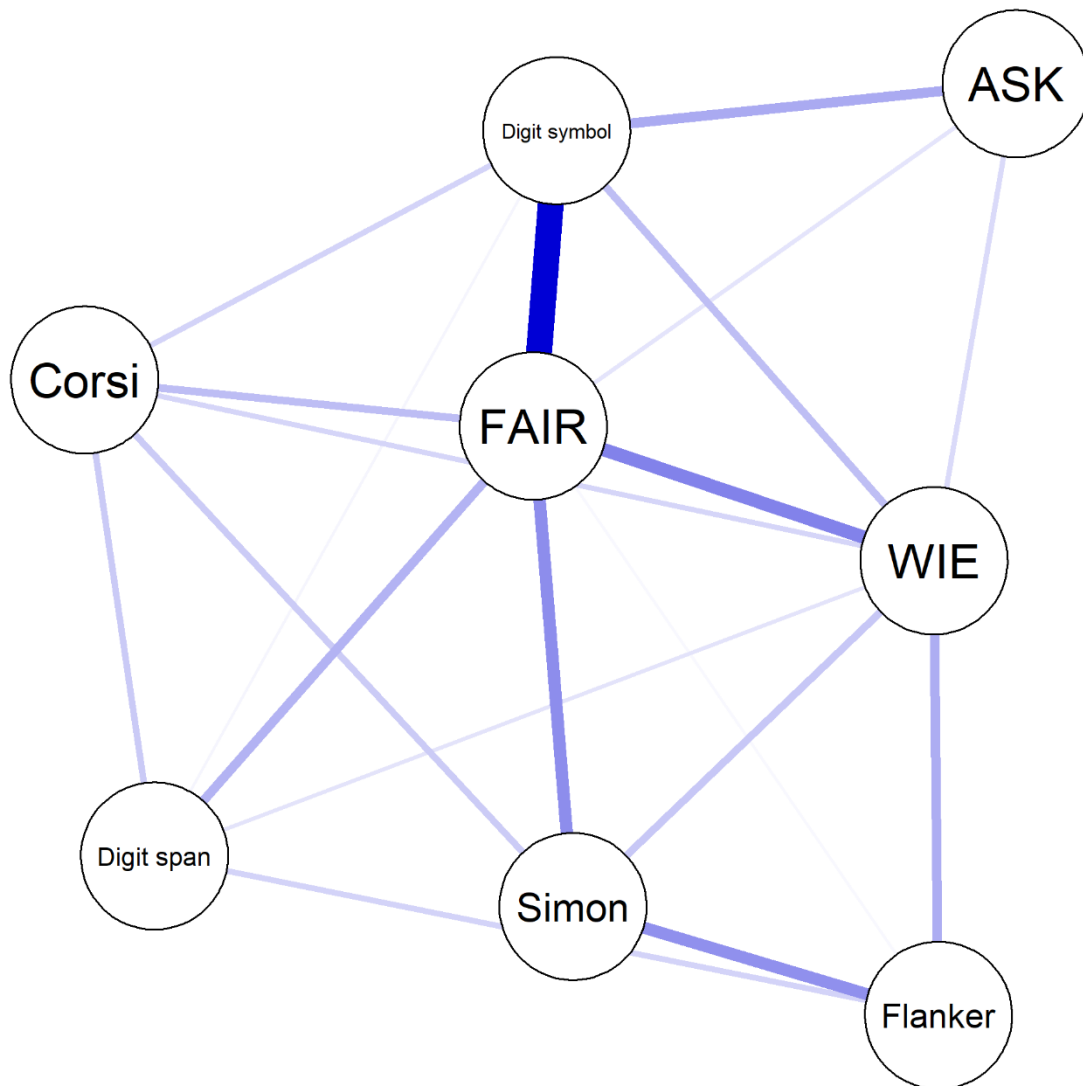 ASK
Digit symbol
Corsi
FAIR
WIE
Digit span
Simon
Flanker